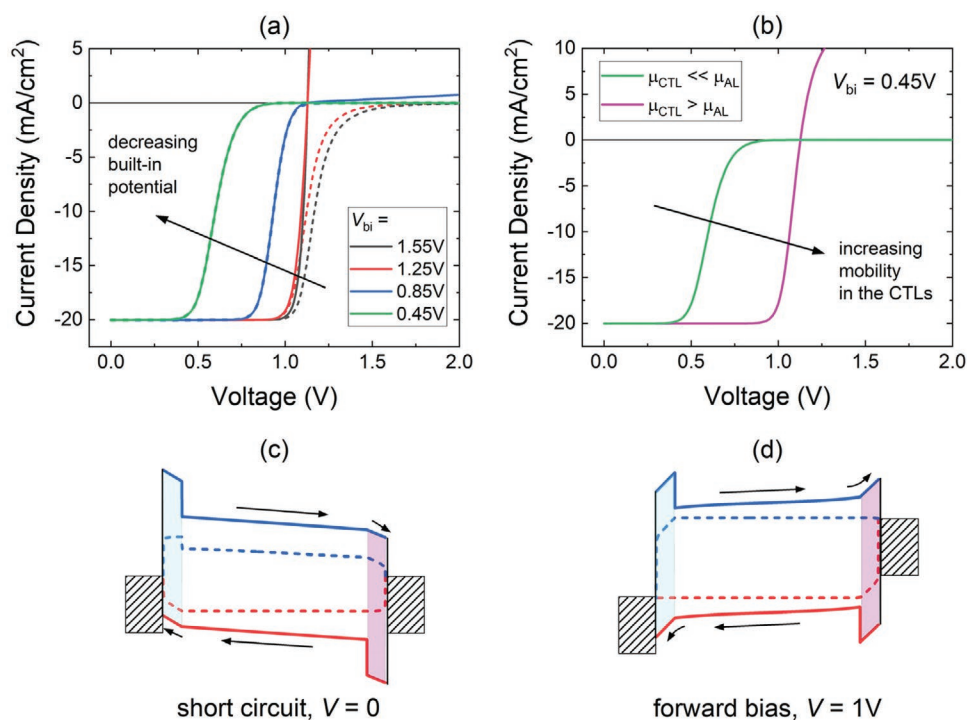 (a)
Current Density (mA/cm²)
5
0
-5
-10
-15
-20
decreasing
built-in
potential
V_bi =
1.55V
1.25V
0.85V
0.45V
0.0
0.5
1.0
1.5
2.0
Voltage (V)
(b)
Current Density (mA/cm²)
10
5
0
-5
-10
-15
-20
μ_CTL << μ_AL
μ_CTL > μ_AL
V_bi = 0.45V
increasing
mobility
in the CTLs
0.0
0.5
1.0
1.5
2.0
Voltage (V)
(c)
short circuit, V = 0
(d)
forward bias, V = 1V